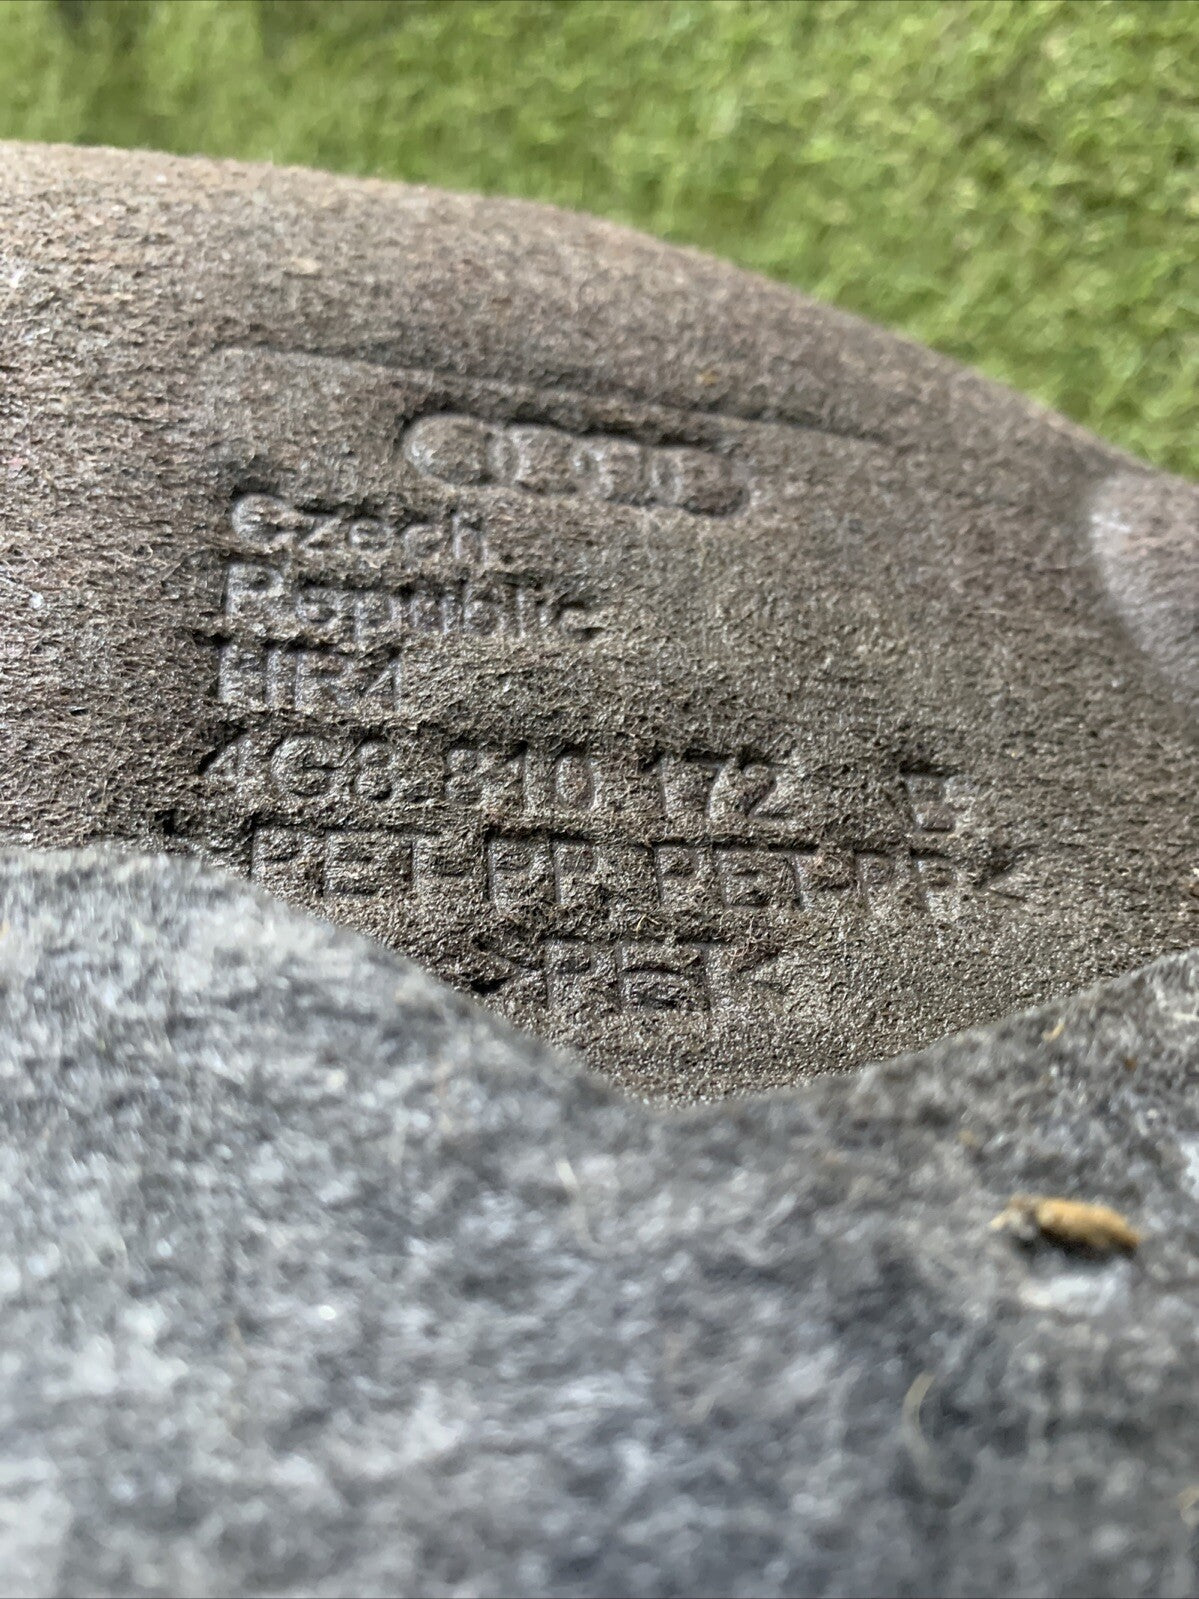 Czech
Republic
HR4
4G8.810.172 E
>PET-PP.PET-PP<
>PET<